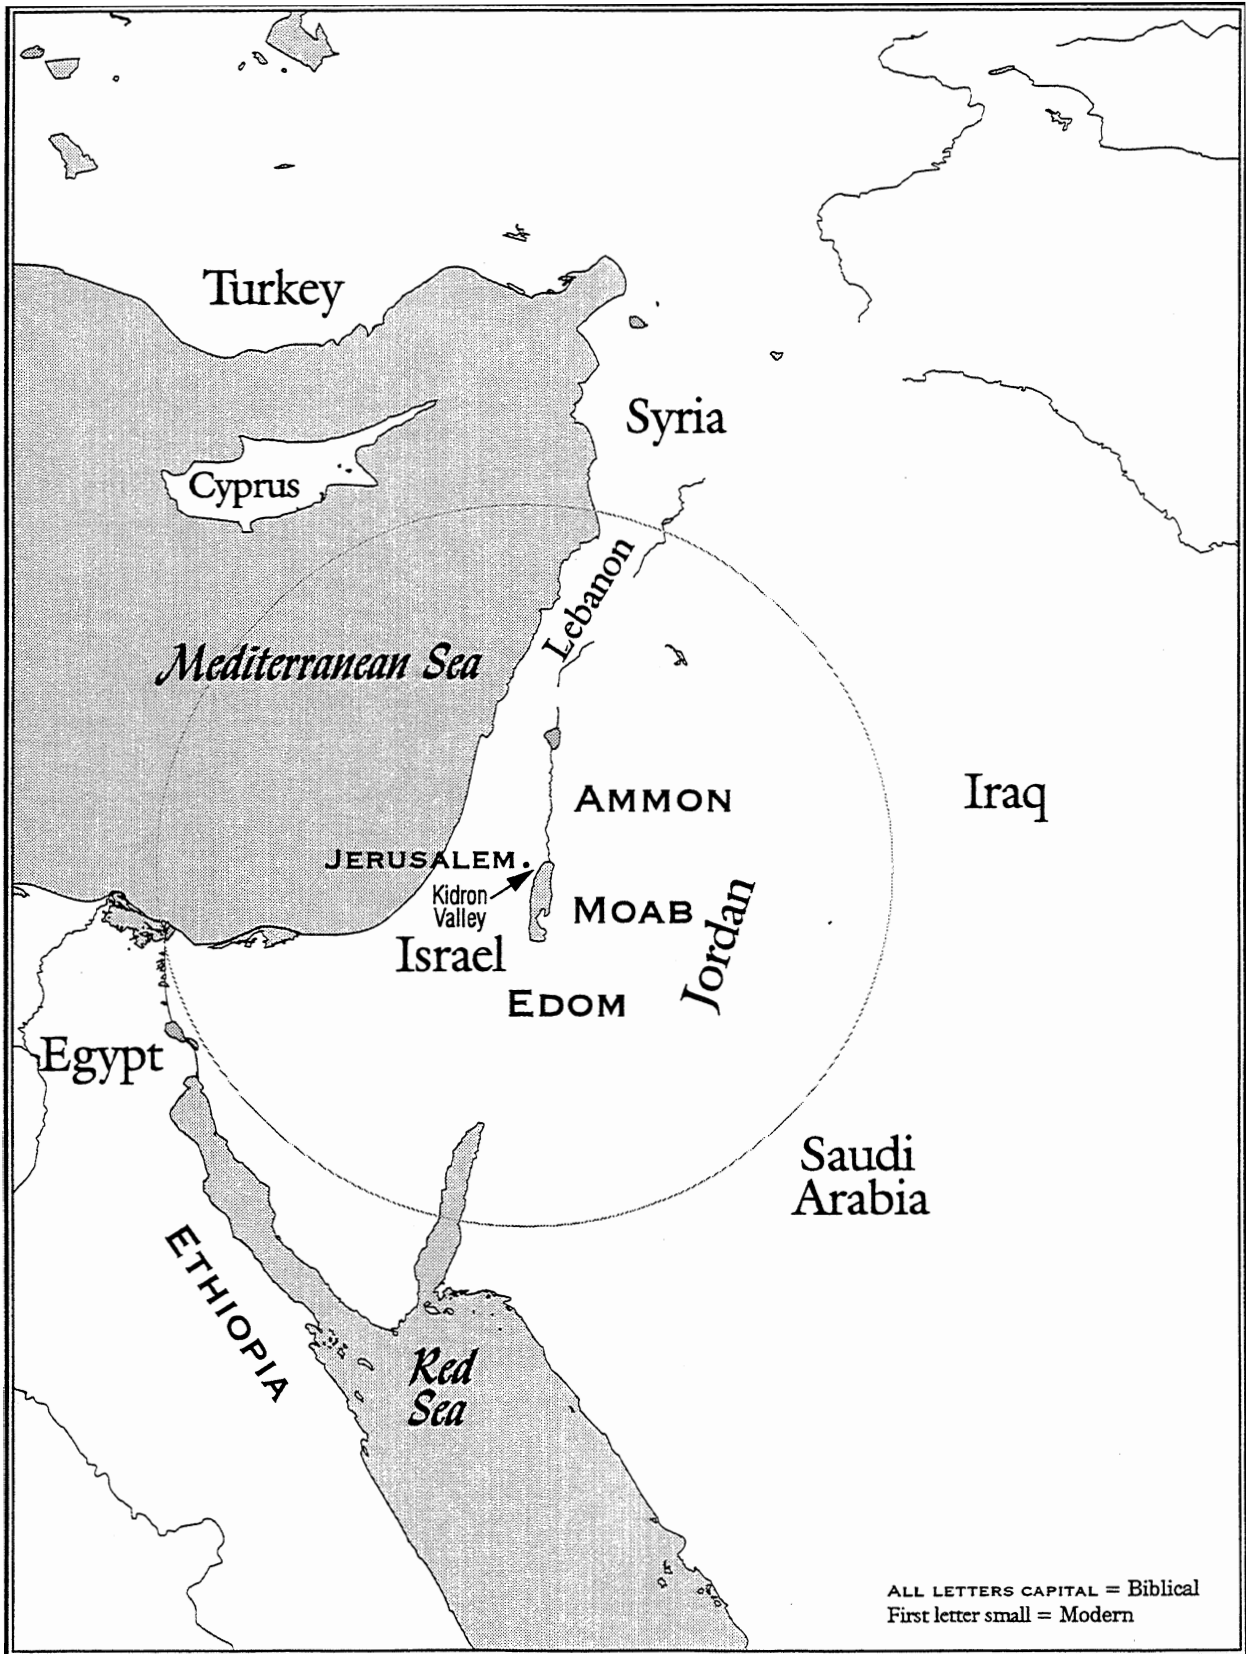 Turkey
Syria
Cyprus
Lebanon
Mediterranean Sea
AMMON
Iraq
JERUSALEM
Kidron
Valley
MOAB
Jordan
Israel
EDOM
Egypt
Saudi
Arabia
ETHIOPIA
Red
Sea
ALL LETTERS CAPITAL = Biblical
First letter small = Modern